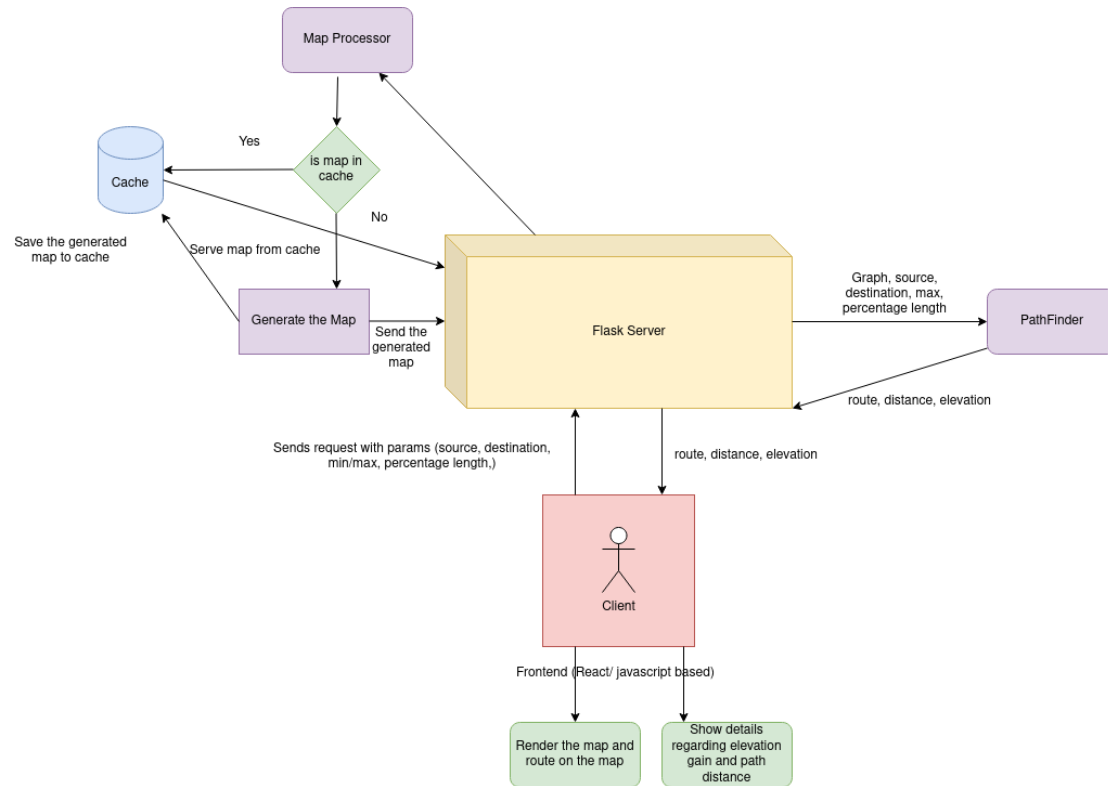 Map Processor
Yes
is map in
cache
Cache
No
Save the generated
map to cache
Serve map from cache
Generate the Map
Send the
generated
map
Flask Server
Graph, source,
destination, max,
percentage length
PathFinder
route, distance, elevation
Sends request with params (source, destination,
min/max, percentage length,)
route, distance, elevation
Client
Frontend (React/ javascript based)
Render the map and
route on the map
Show details
regarding elevation
gain and path
distance